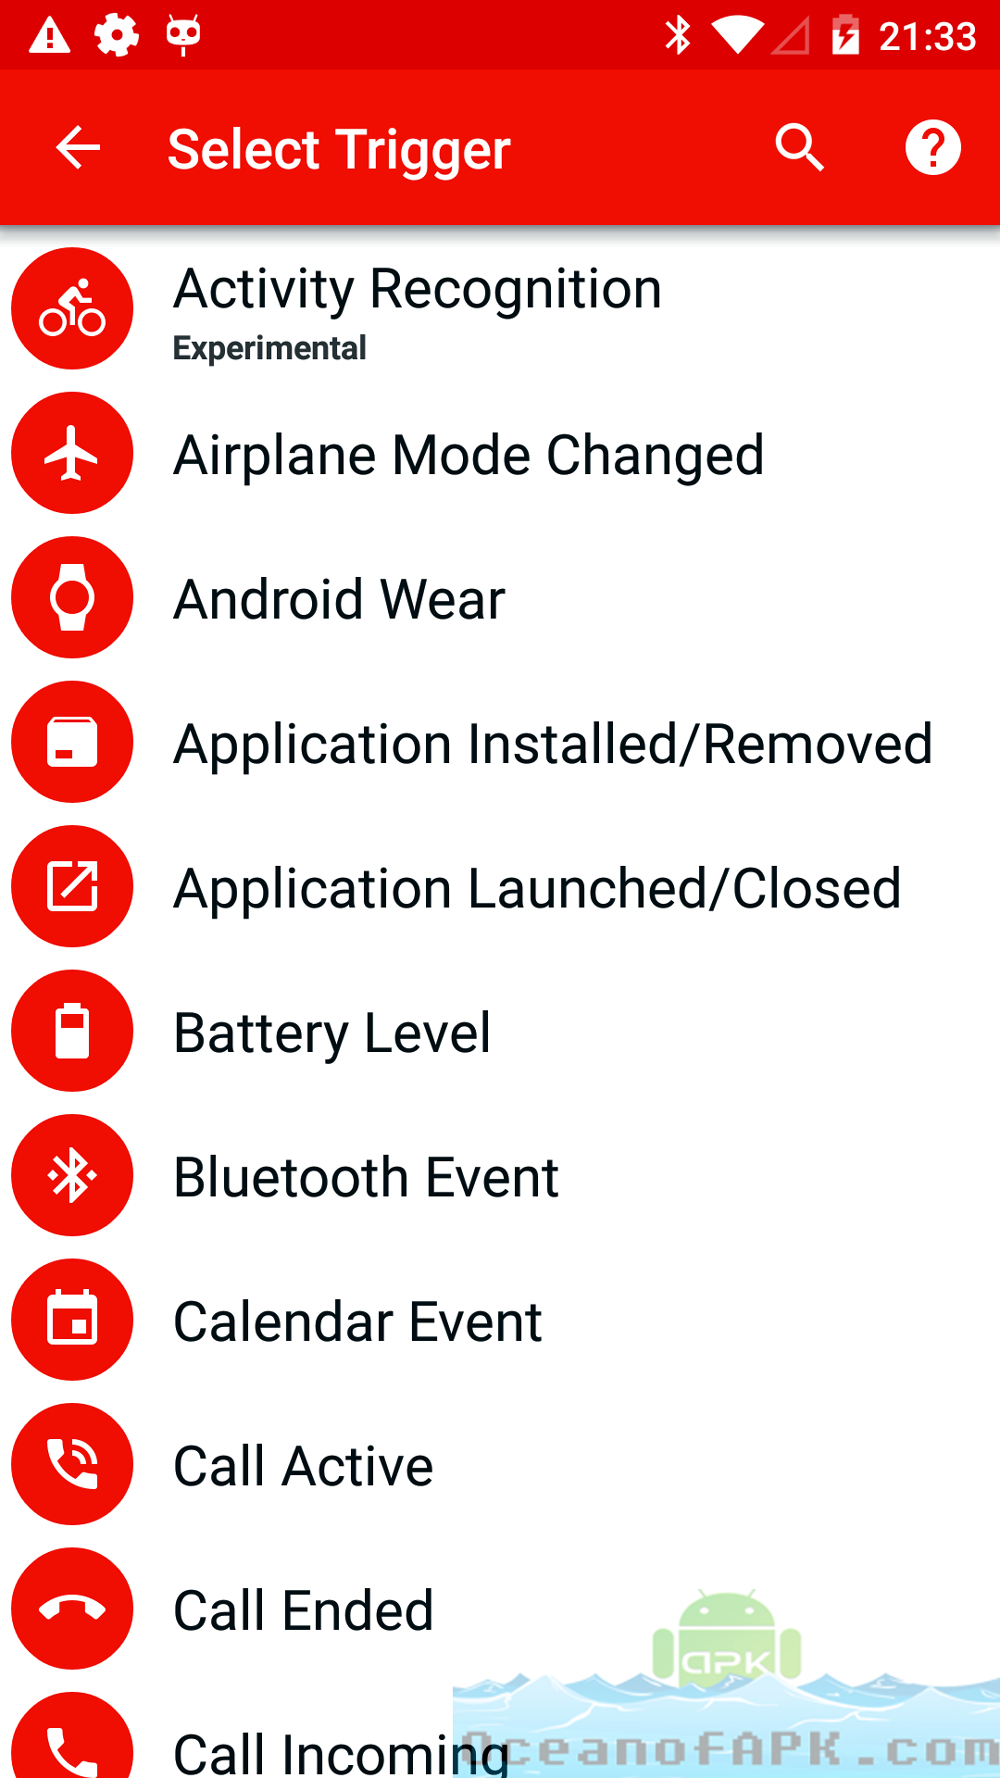 21:33
Select Trigger
Activity Recognition
Experimental
Airplane Mode Changed
Android Wear
Application Installed/Removed
Application Launched/Closed
Battery Level
Bluetooth Event
Calendar Event
Call Active
Call Ended
APK
Call Incoming
OceanofAPK.com